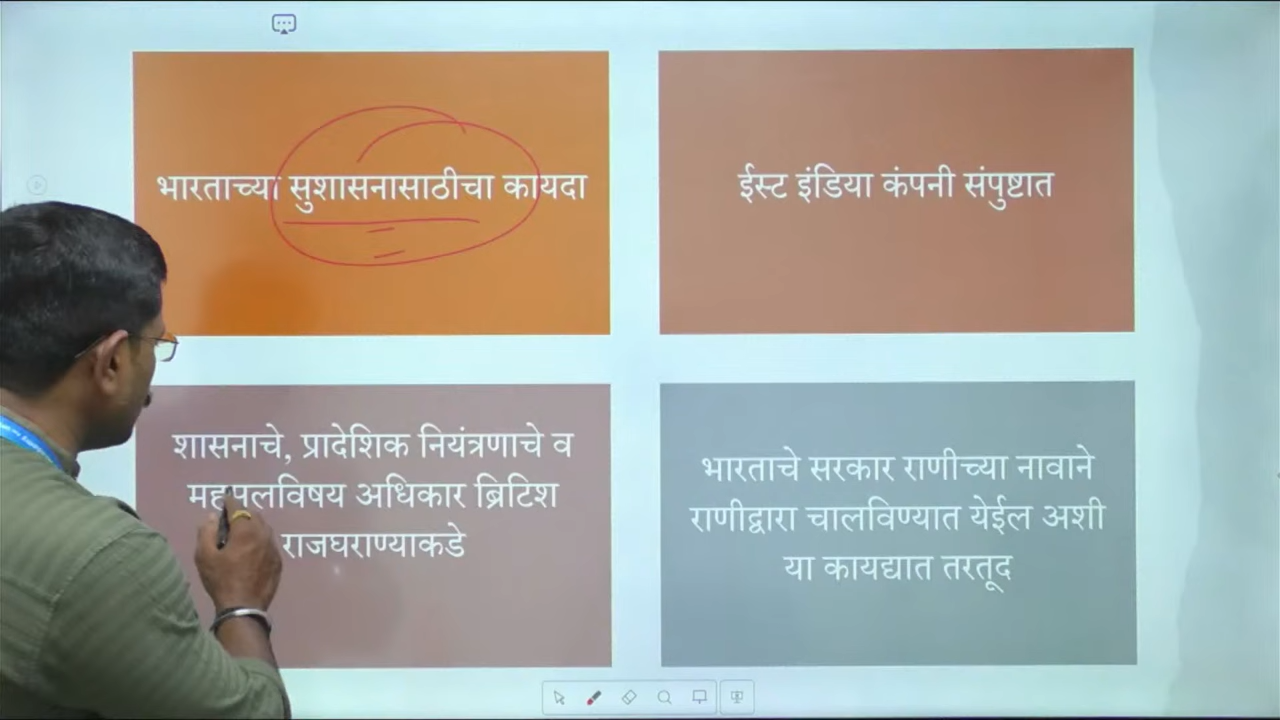 भारताच्या सुशासनासाठीचा कायदा
ईस्ट इंडिया कंपनी संपुष्टात
शासनाचे, प्रादेशिक नियंत्रणाचे व
महसूलविषय अधिकार ब्रिटिश
राजघराण्याकडे
भारताचे सरकार राणीच्या नावाने
राणीद्वारा चालविण्यात येईल अशी
या कायद्यात तरतूद